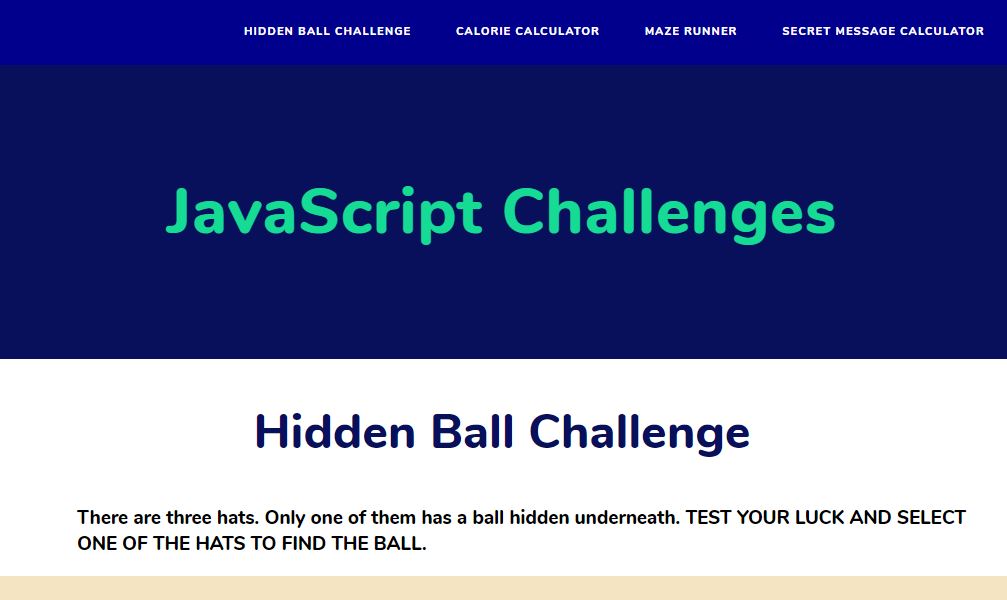 HIDDEN BALL CHALLENGE CALORIE CALCULATOR MAZE RUNNER SECRET MESSAGE CALCULATOR
JavaScript Challenges
Hidden Ball Challenge
There are three hats. Only one of them has a ball hidden underneath. TEST YOUR LUCK AND SELECT
ONE OF THE HATS TO FIND THE BALL.